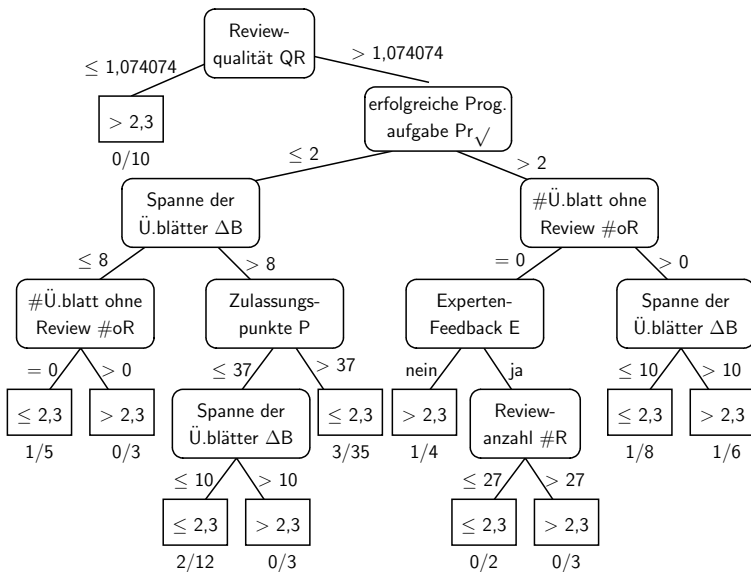 Review-
qualität QR
≤ 1,074074
> 1,074074
> 2,3
0/10
erfolgreiche Prog.
aufgabe Pr√
≤ 2
> 2
Spanne der
Ü.blätter ΔB
#Ü.blatt ohne
Review #oR
≤ 8
> 8
= 0
> 0
#Ü.blatt ohne
Review #oR
Zulassungs-
punkte P
Experten-
Feedback E
Spanne der
Ü.blätter ΔB
= 0
> 0
≤ 37
> 37
nein
ja
≤ 10
> 10
≤ 2,3
> 2,3
Spanne der
Ü.blätter ΔB
≤ 2,3
> 2,3
Review-
anzahl #R
≤ 2,3
> 2,3
1/5
0/3
3/35
1/4
1/8
1/6
≤ 10
> 10
≤ 27
> 27
≤ 2,3
> 2,3
≤ 2,3
> 2,3
2/12
0/3
0/2
0/3